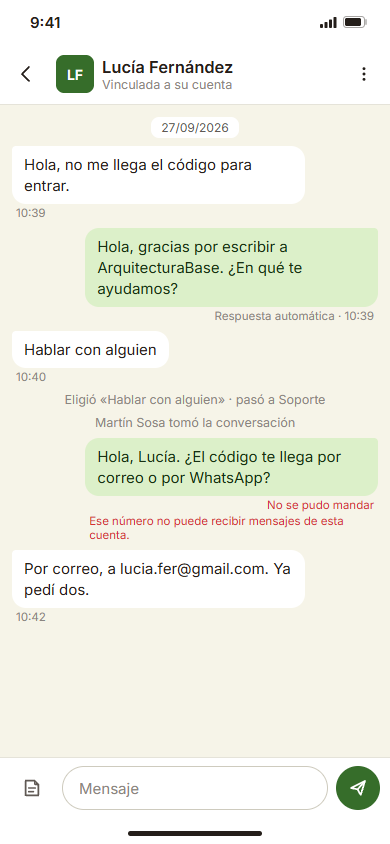 9:41
LF
Lucía Fernández
Vinculada a su cuenta
27/09/2026
Hola, no me llega el código para
entrar.
10:39
Hola, gracias por escribir a
ArquitecturaBase. ¿En qué te
ayudamos?
Respuesta automática · 10:39
Hablar con alguien
10:40
Eligió «Hablar con alguien» · pasó a Soporte
Martín Sosa tomó la conversación
Hola, Lucía. ¿El código te llega por
correo o por WhatsApp?
No se pudo mandar
Ese número no puede recibir mensajes de esta
cuenta.
Por correo, a lucia.fer@gmail.com. Ya
pedí dos.
10:42
Mensaje